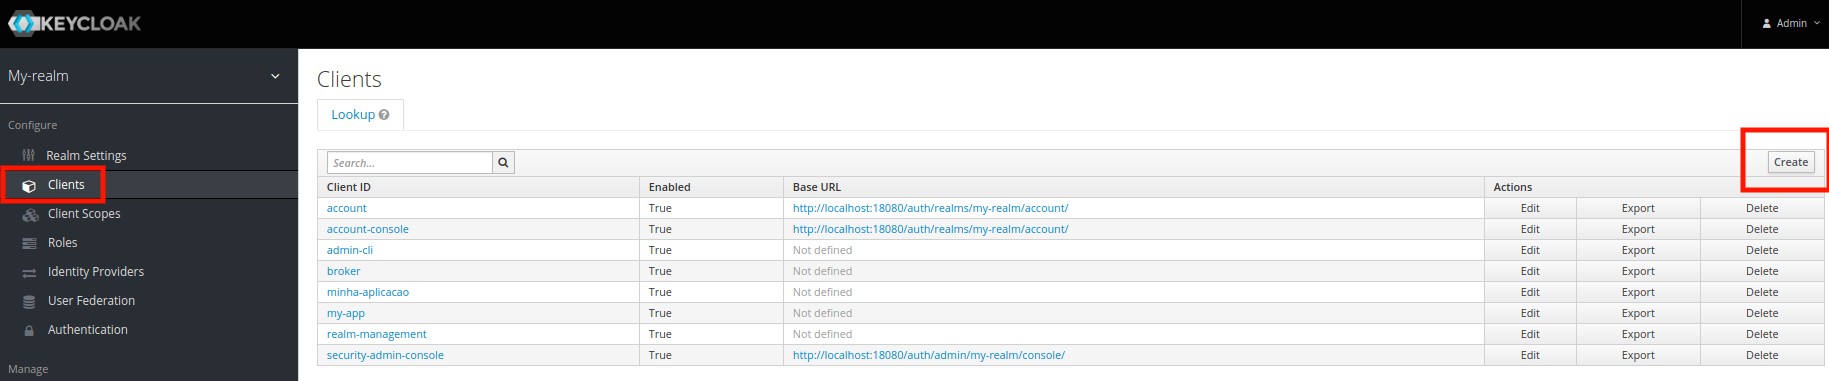 KEYCLOAK
Admin
My-realm
Configure
Realm Settings
Clients
Client Scopes
Roles
Identity Providers
User Federation
Authentication
Manage
Clients
Lookup ?
Search...
Create
Client ID Enabled Base URL Actions
account True http://localhost:18080/auth/realms/my-realm/account/ Edit Export Delete
account-console True http://localhost:18080/auth/realms/my-realm/account/ Edit Export Delete
admin-cli True Not defined Edit Export Delete
broker True Not defined Edit Export Delete
minha-aplicacao True Not defined Edit Export Delete
my-app True Not defined Edit Export Delete
realm-management True Not defined Edit Export Delete
security-admin-console True http://localhost:18080/auth/admin/my-realm/console/ Edit Export Delete